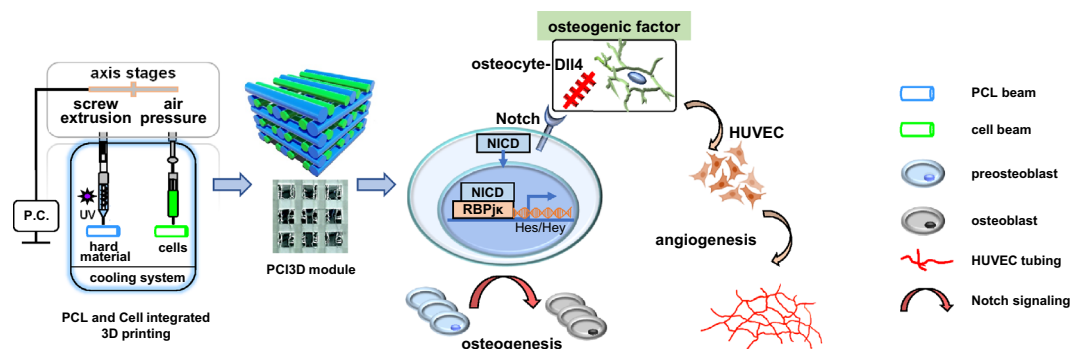 axis stages
screw
extrusion
air
pressure
P.C.
UV
hard
material
cells
cooling system
PCL and Cell integrated
3D printing
PCI3D module
osteogenic factor
osteocyte-Dll4
Notch
NICD
NICD
RBPjκ
Hes/Hey
osteogenesis
HUVEC
angiogenesis
PCL beam
cell beam
preosteoblast
osteoblast
HUVEC tubing
Notch signaling